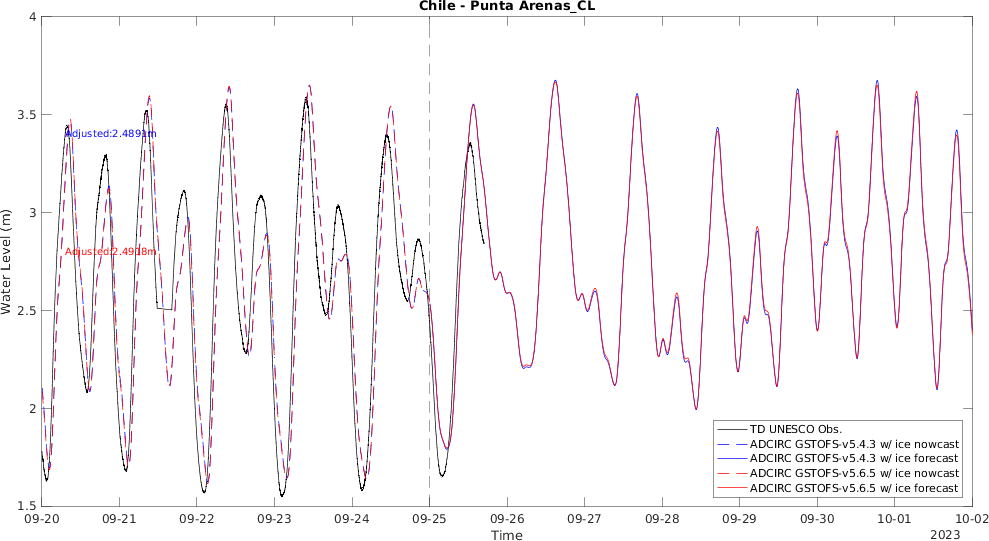 Chile - Punta Arenas_CL
4
3.5
3
2.5
2
1.5
Water Level (m)
Adjusted:2.4891m
Adjusted:2.4918m
TD UNESCO Obs.
ADCIRC GSTOFS-v5.4.3 w/ ice nowcast
ADCIRC GSTOFS-v5.4.3 w/ ice forecast
ADCIRC GSTOFS-v5.6.5 w/ ice nowcast
ADCIRC GSTOFS-v5.6.5 w/ ice forecast
09-20 09-21 09-22 09-23 09-24 09-25 09-26 09-27 09-28 09-29 09-30 10-01 10-02
Time
2023